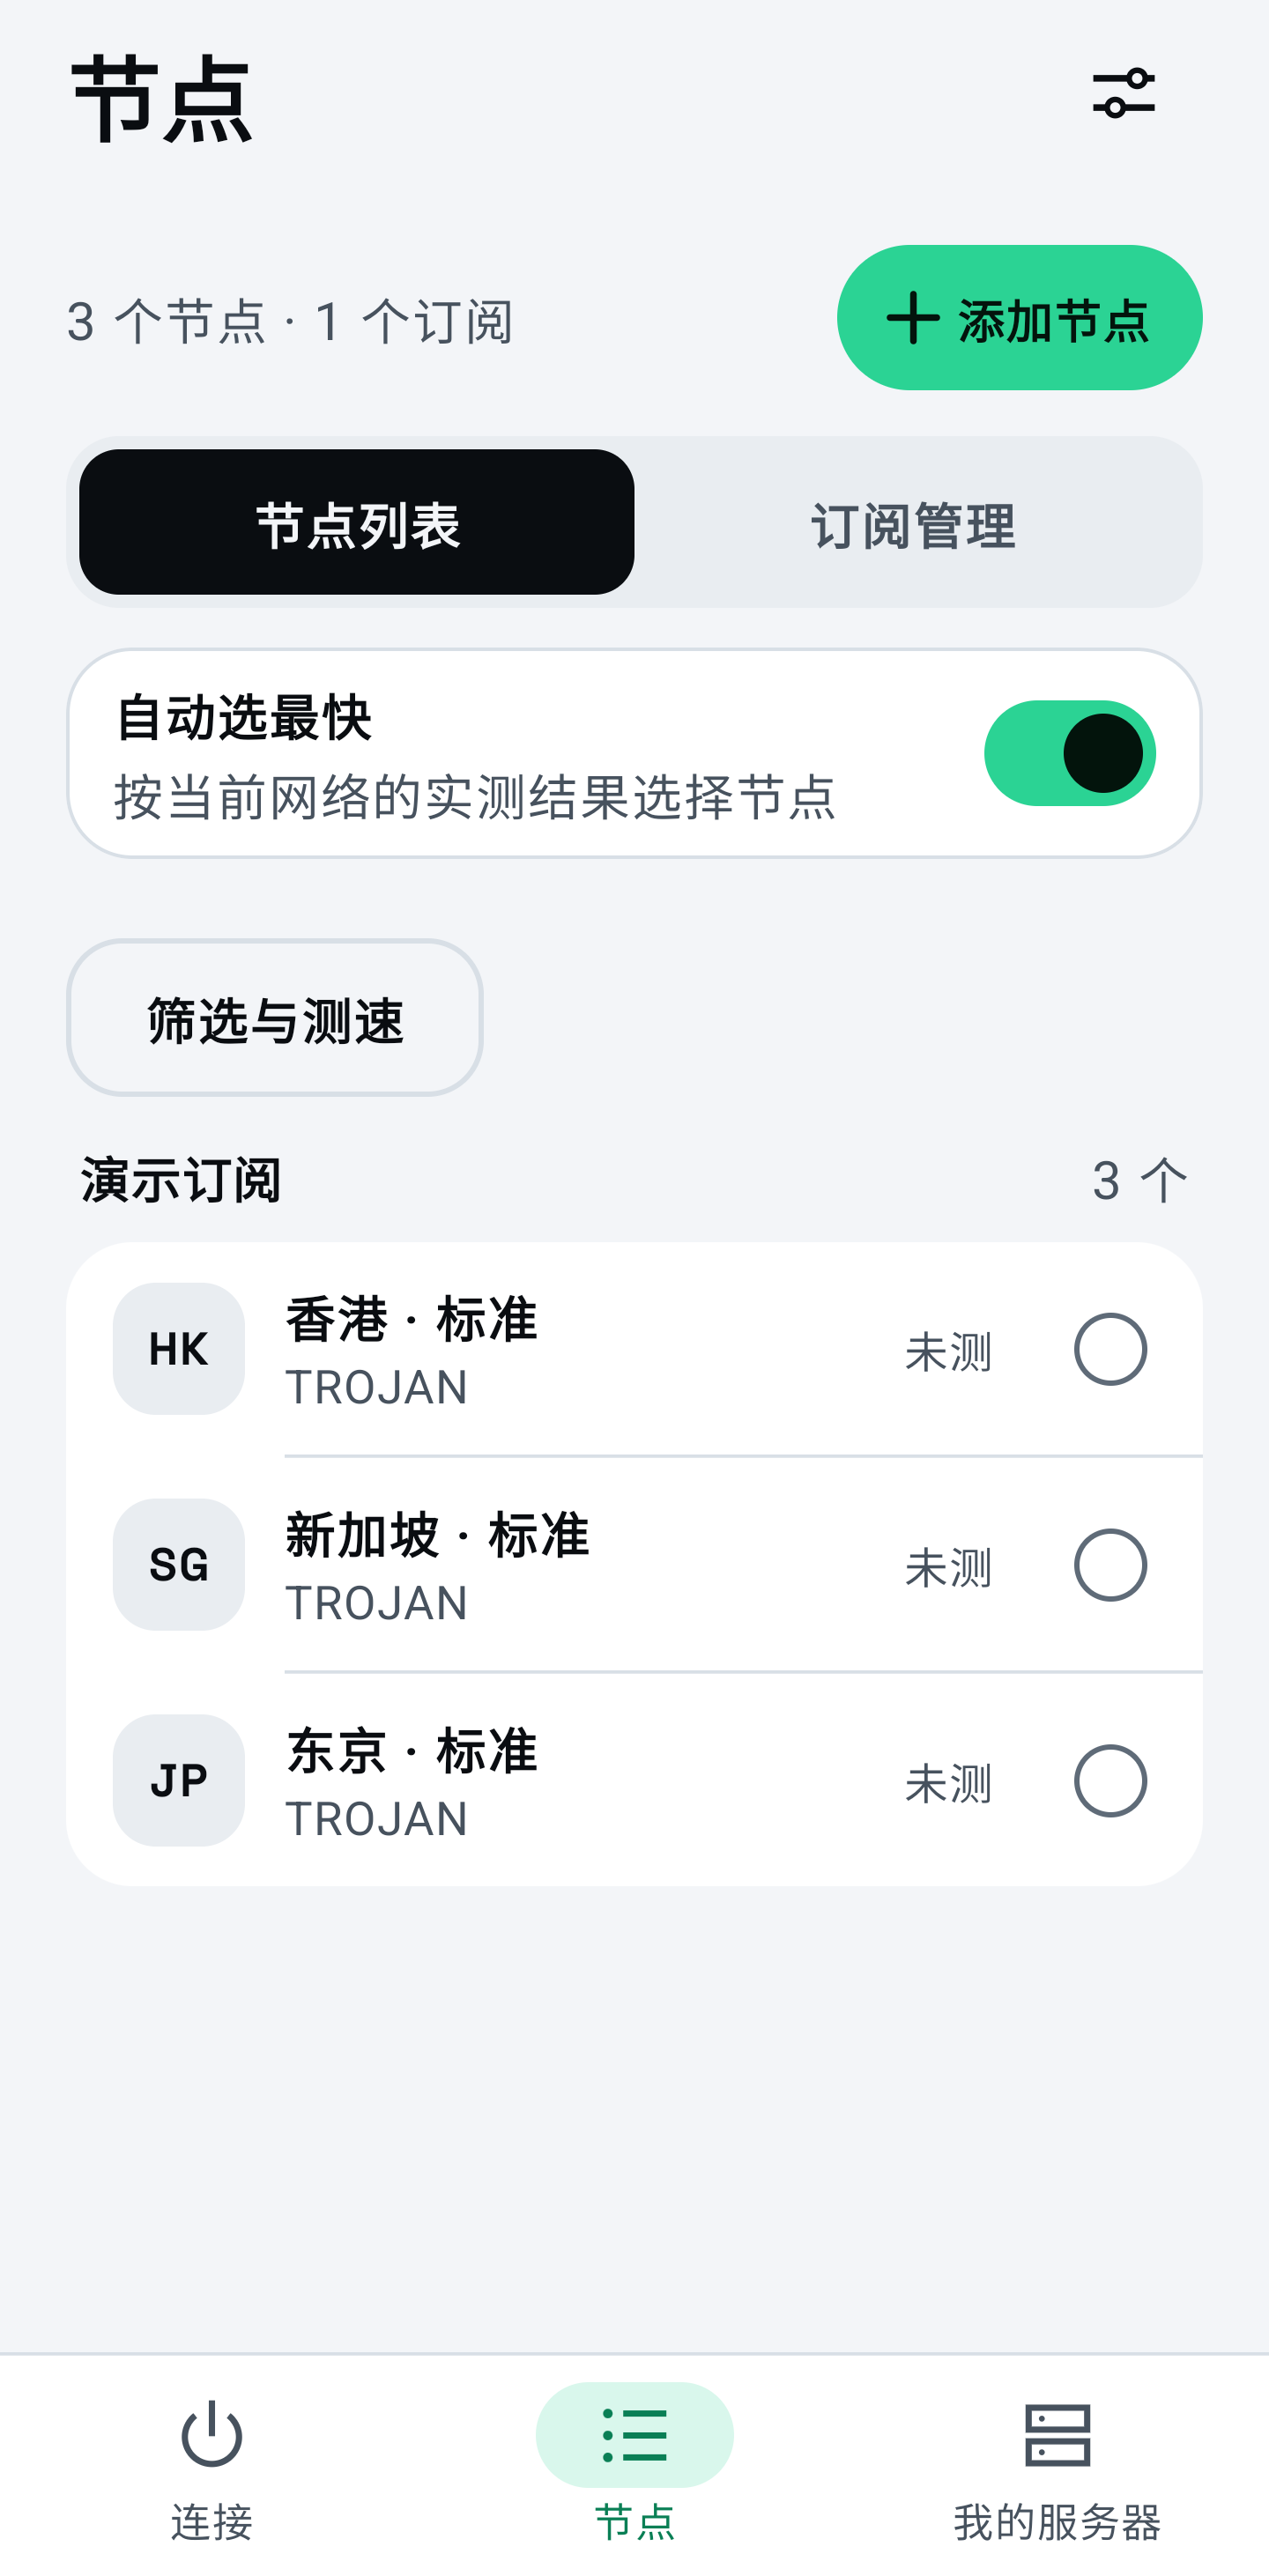 节点
3 个节点 · 1 个订阅
添加节点
节点列表
订阅管理
自动选最快
按当前网络的实测结果选择节点
筛选与测速
演示订阅
3 个
HK
香港 · 标准
TROJAN
未测
SG
新加坡 · 标准
TROJAN
未测
JP
东京 · 标准
TROJAN
未测
连接
节点
我的服务器